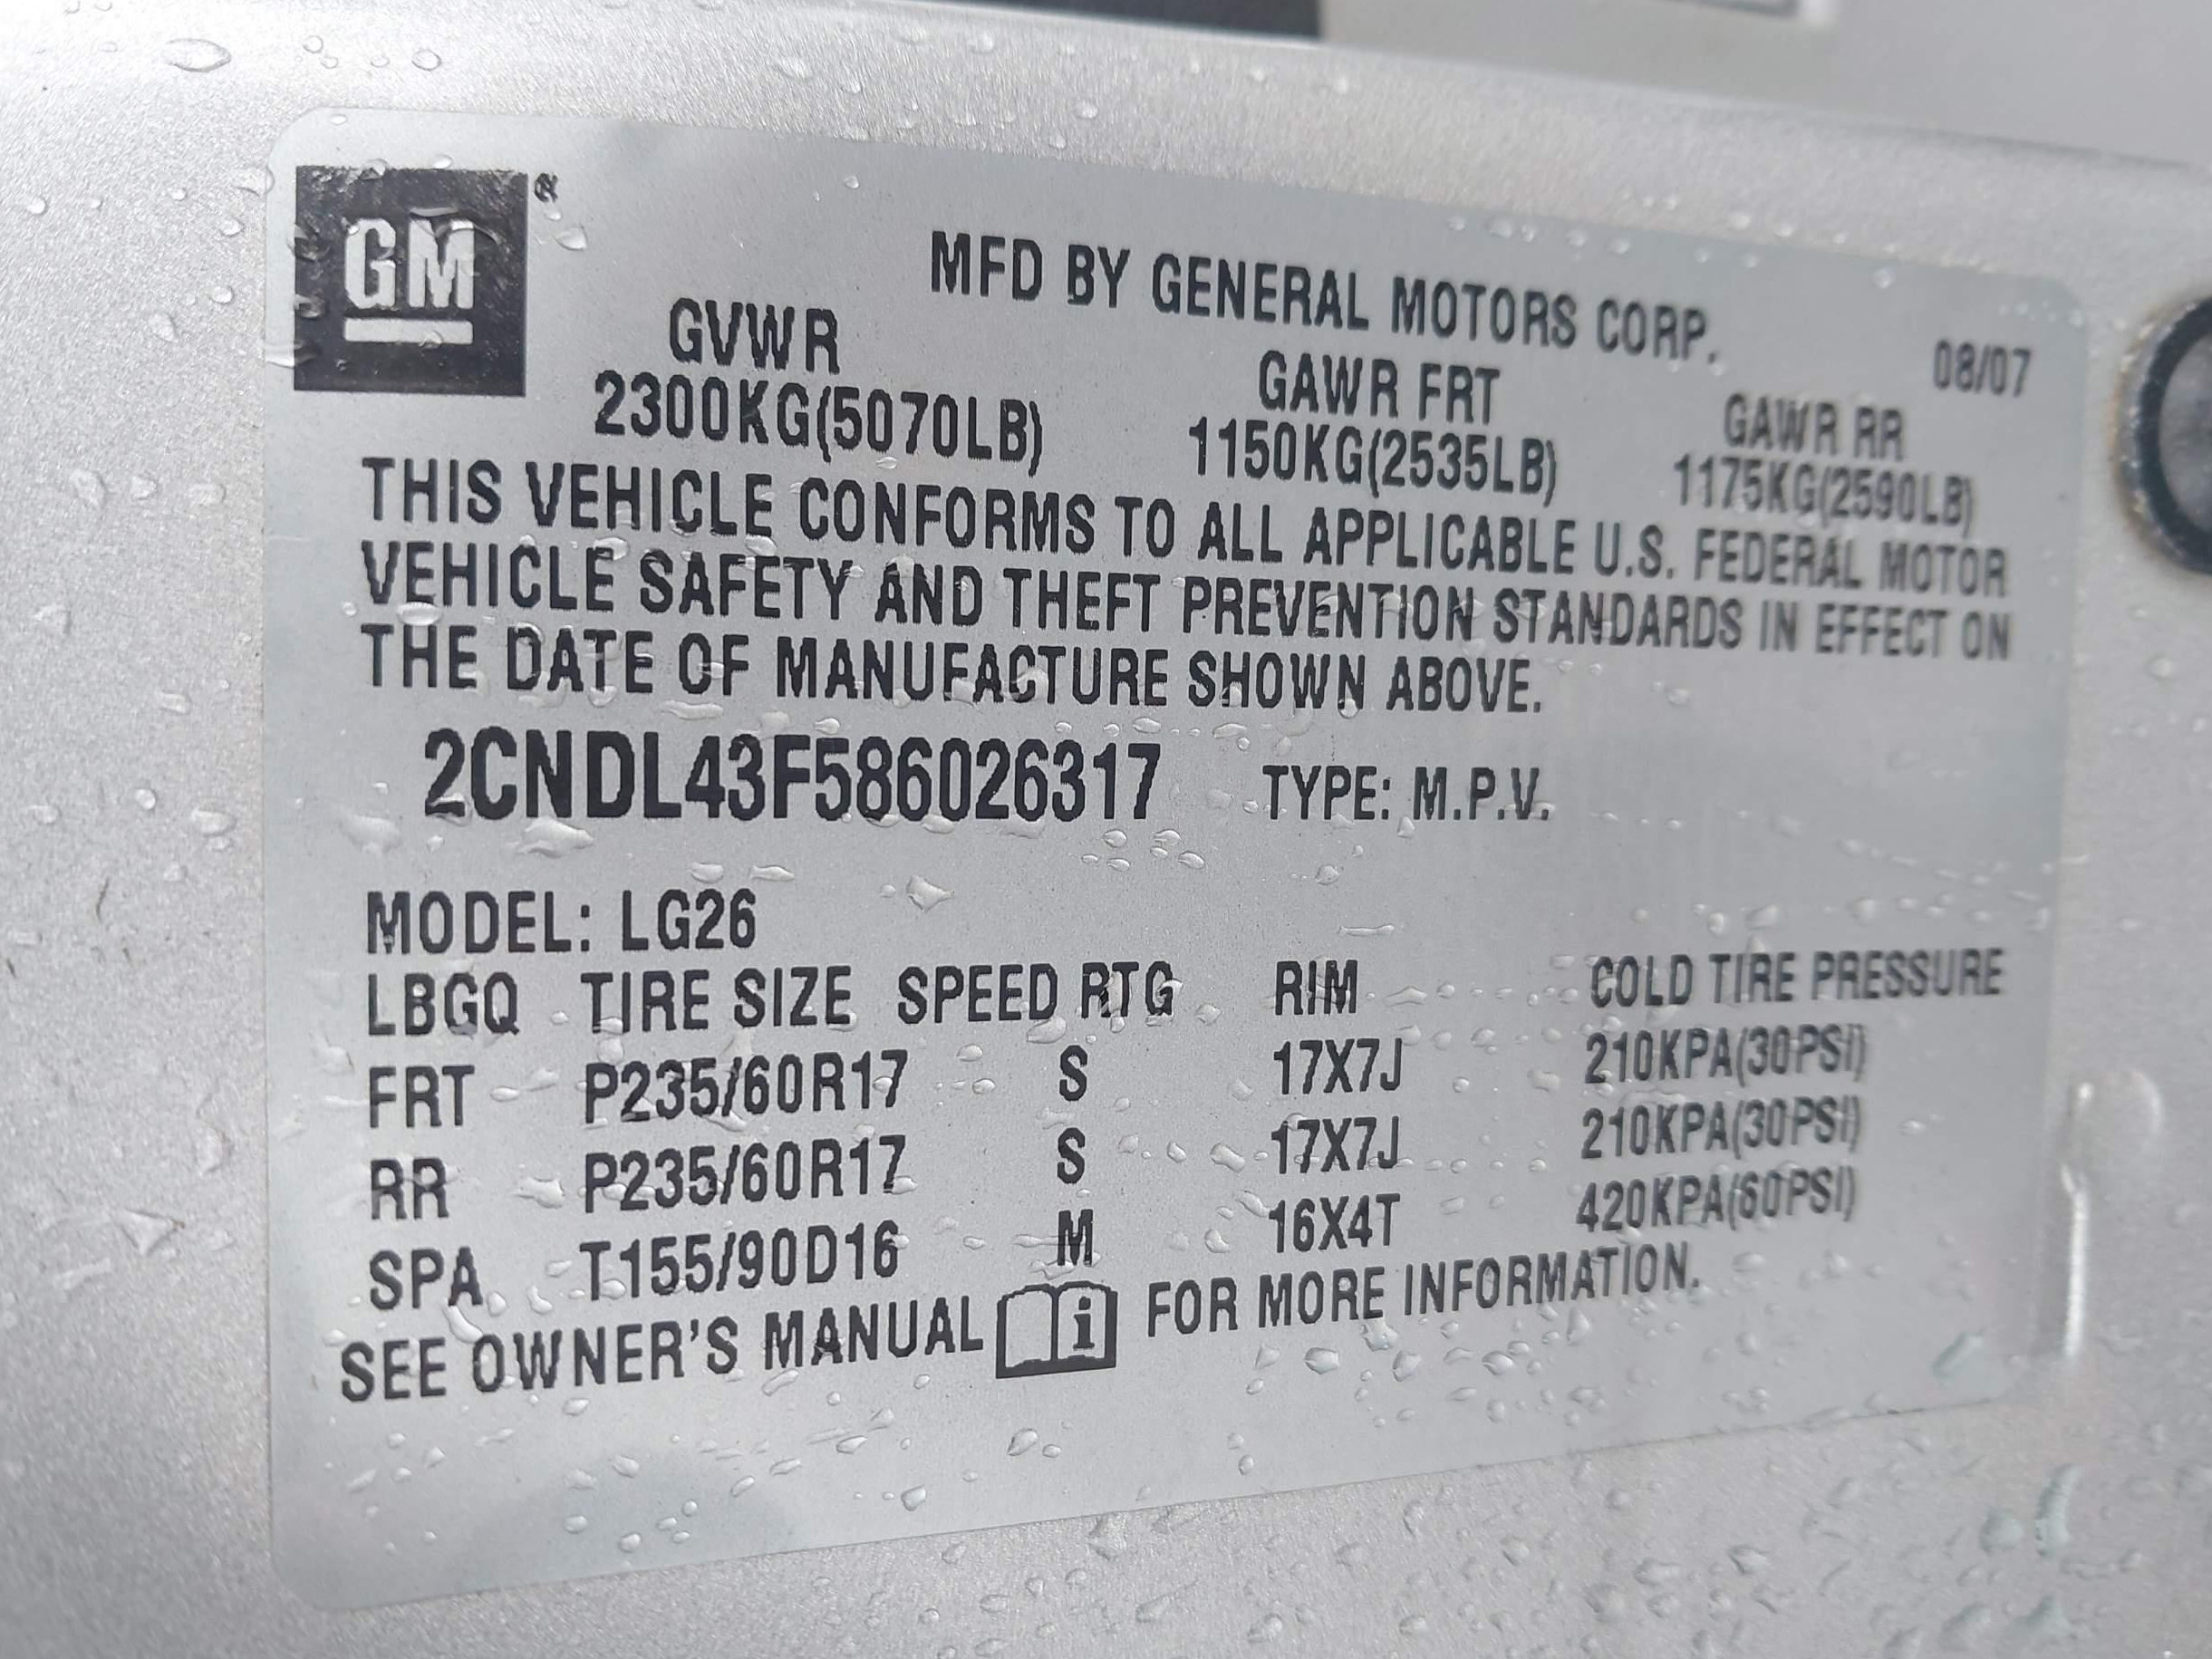 GM®
MFD BY GENERAL MOTORS CORP.
08/07
GVWR GAWR FRT GAWR RR
2300KG(5070LB) 1150KG(2535LB) 1175KG(2590LB)
THIS VEHICLE CONFORMS TO ALL APPLICABLE U.S. FEDERAL MOTOR
VEHICLE SAFETY AND THEFT PREVENTION STANDARDS IN EFFECT ON
THE DATE OF MANUFACTURE SHOWN ABOVE.
2CNDL43F586026317 TYPE: M.P.V.
MODEL: LG26
LBGQ TIRE SIZE SPEED RTG RIM COLD TIRE PRESSURE
FRT P235/60R17 S 17X7J 210KPA(30PSI)
RR P235/60R17 S 17X7J 210KPA(30PSI)
SPA T155/90D16 M 16X4T 420KPA(60PSI)
SEE OWNER'S MANUAL i FOR MORE INFORMATION.